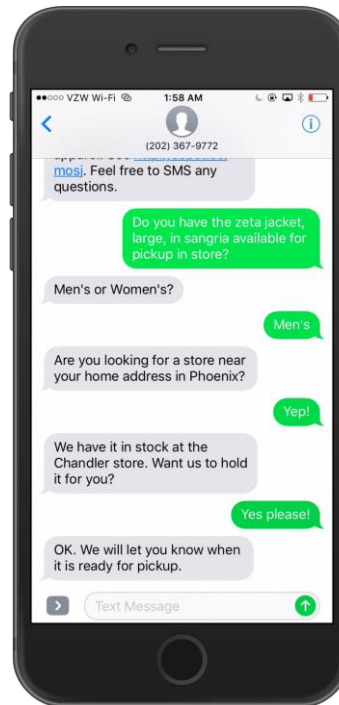 VZW Wi-Fi 1:58 AM
(202) 367-9772
mosj. Feel free to SMS any
questions.
Do you have the zeta jacket,
large, in sangria available for
pickup in store?
Men's or Women's?
Men's
Are you looking for a store near
your home address in Phoenix?
Yep!
We have it in stock at the
Chandler store. Want us to hold
it for you?
Yes please!
OK. We will let you know when
it is ready for pickup.
Text Message